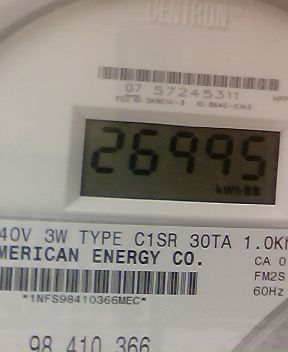 CENTRON®
07 57245311
26995
kWh
40V 3W TYPE C1SR 30TA 1.0Kh
MERICAN ENERGY CO.
CA 0
FM2S
60Hz
*1NFS98410366MEC*
98 410 366